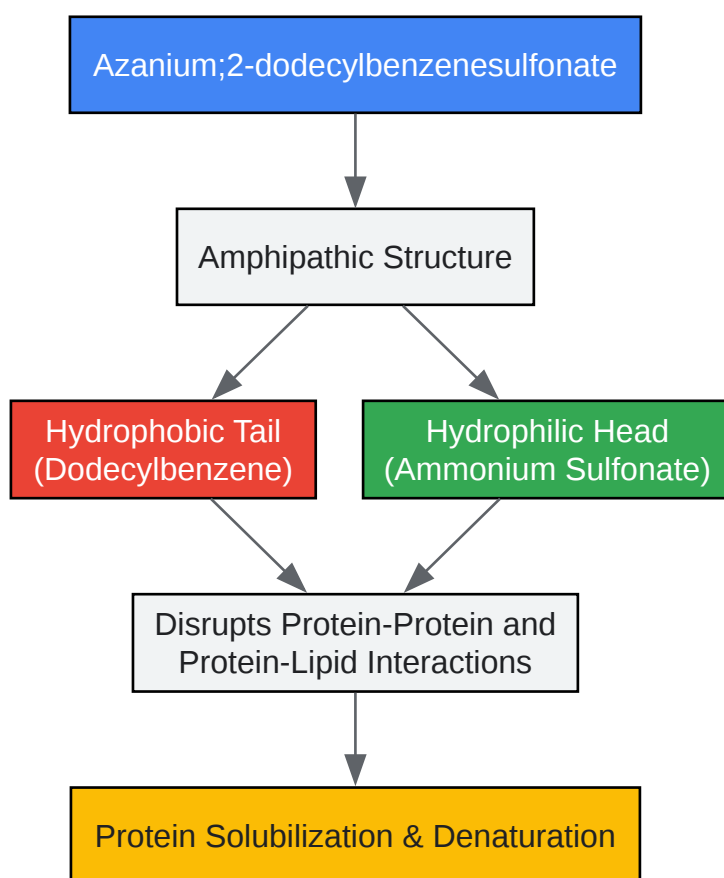 Azanium;2-dodecylbenzenesulfonate
Amphipathic Structure
Hydrophobic Tail
(Dodecylbenzene)
Hydrophilic Head
(Ammonium Sulfonate)
Disrupts Protein-Protein and
Protein-Lipid Interactions
Protein Solubilization & Denaturation